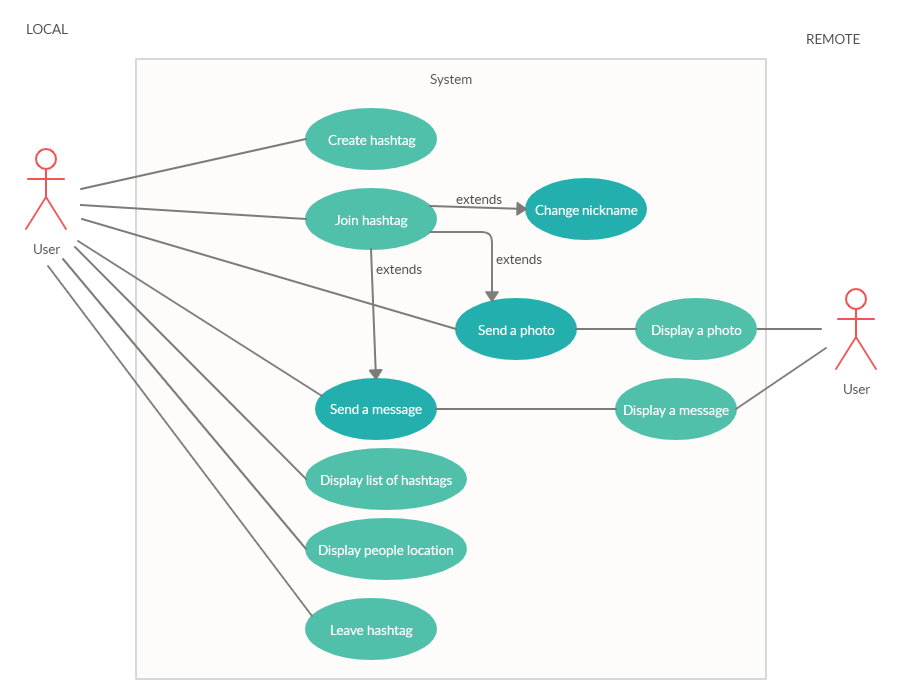 LOCAL
REMOTE
System
Create hashtag
extends
Change nickname
Join hashtag
User
extends
extends
Send a photo
Display a photo
User
Send a message
Display a message
Display list of hashtags
Display people location
Leave hashtag